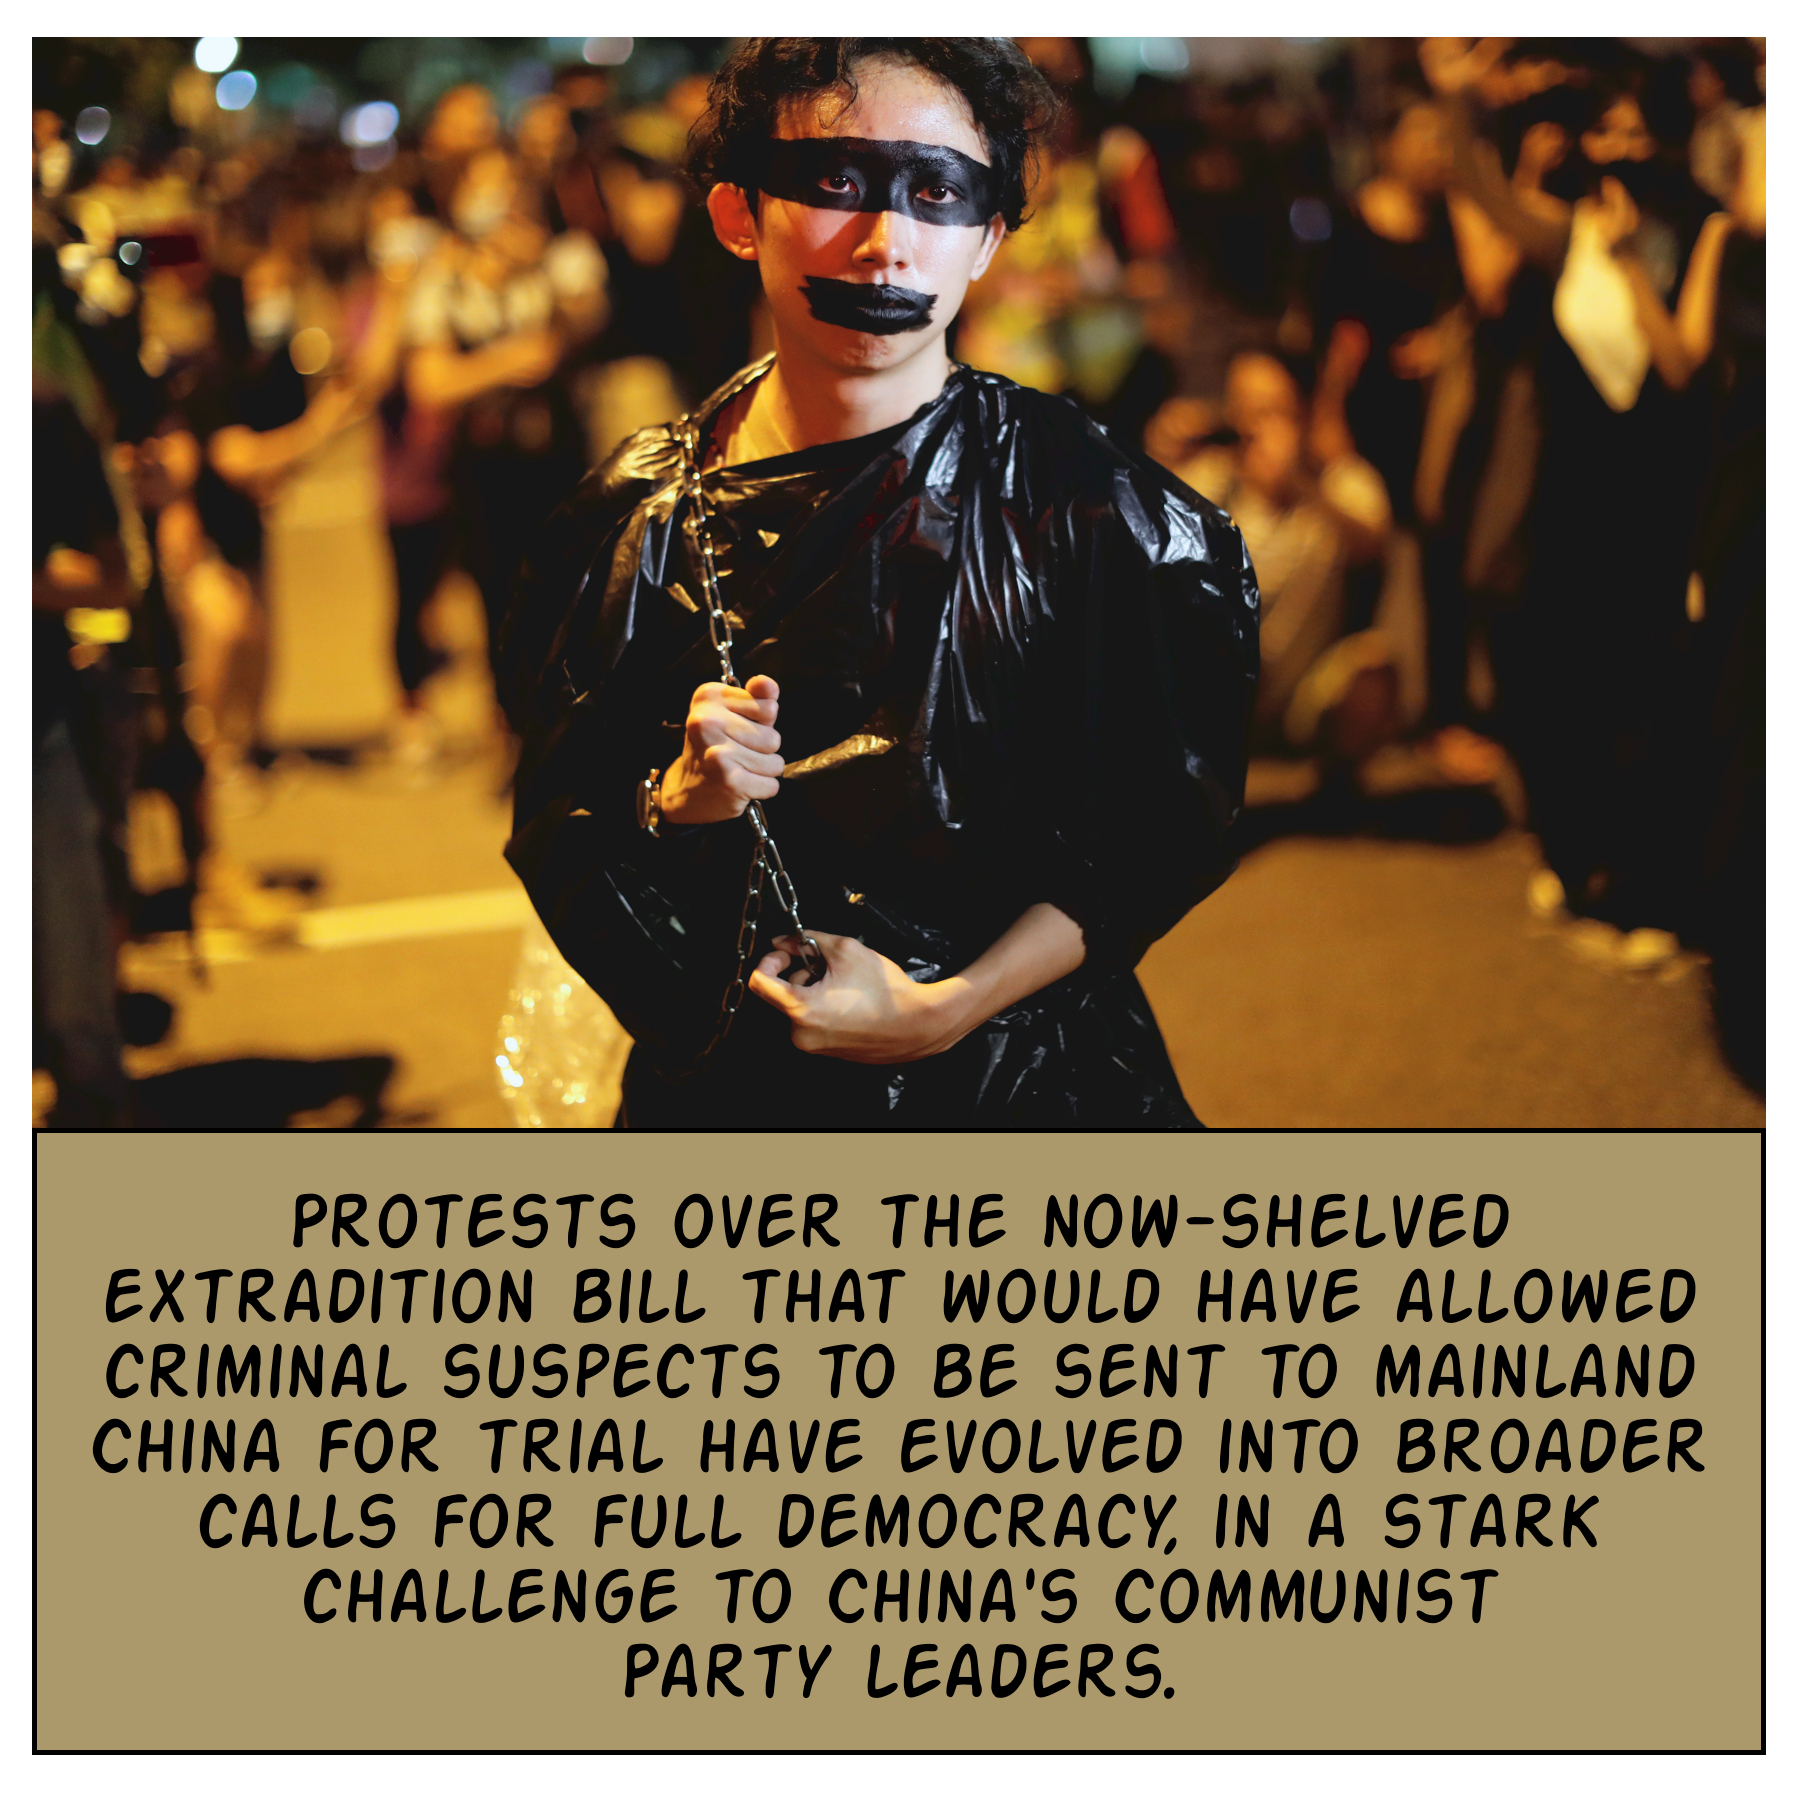 PROTESTS OVER THE NOW-SHELVED
EXTRADITION BILL THAT WOULD HAVE ALLOWED
CRIMINAL SUSPECTS TO BE SENT TO MAINLAND
CHINA FOR TRIAL HAVE EVOLVED INTO BROADER
CALLS FOR FULL DEMOCRACY, IN A STARK
CHALLENGE TO CHINA'S COMMUNIST
PARTY LEADERS.